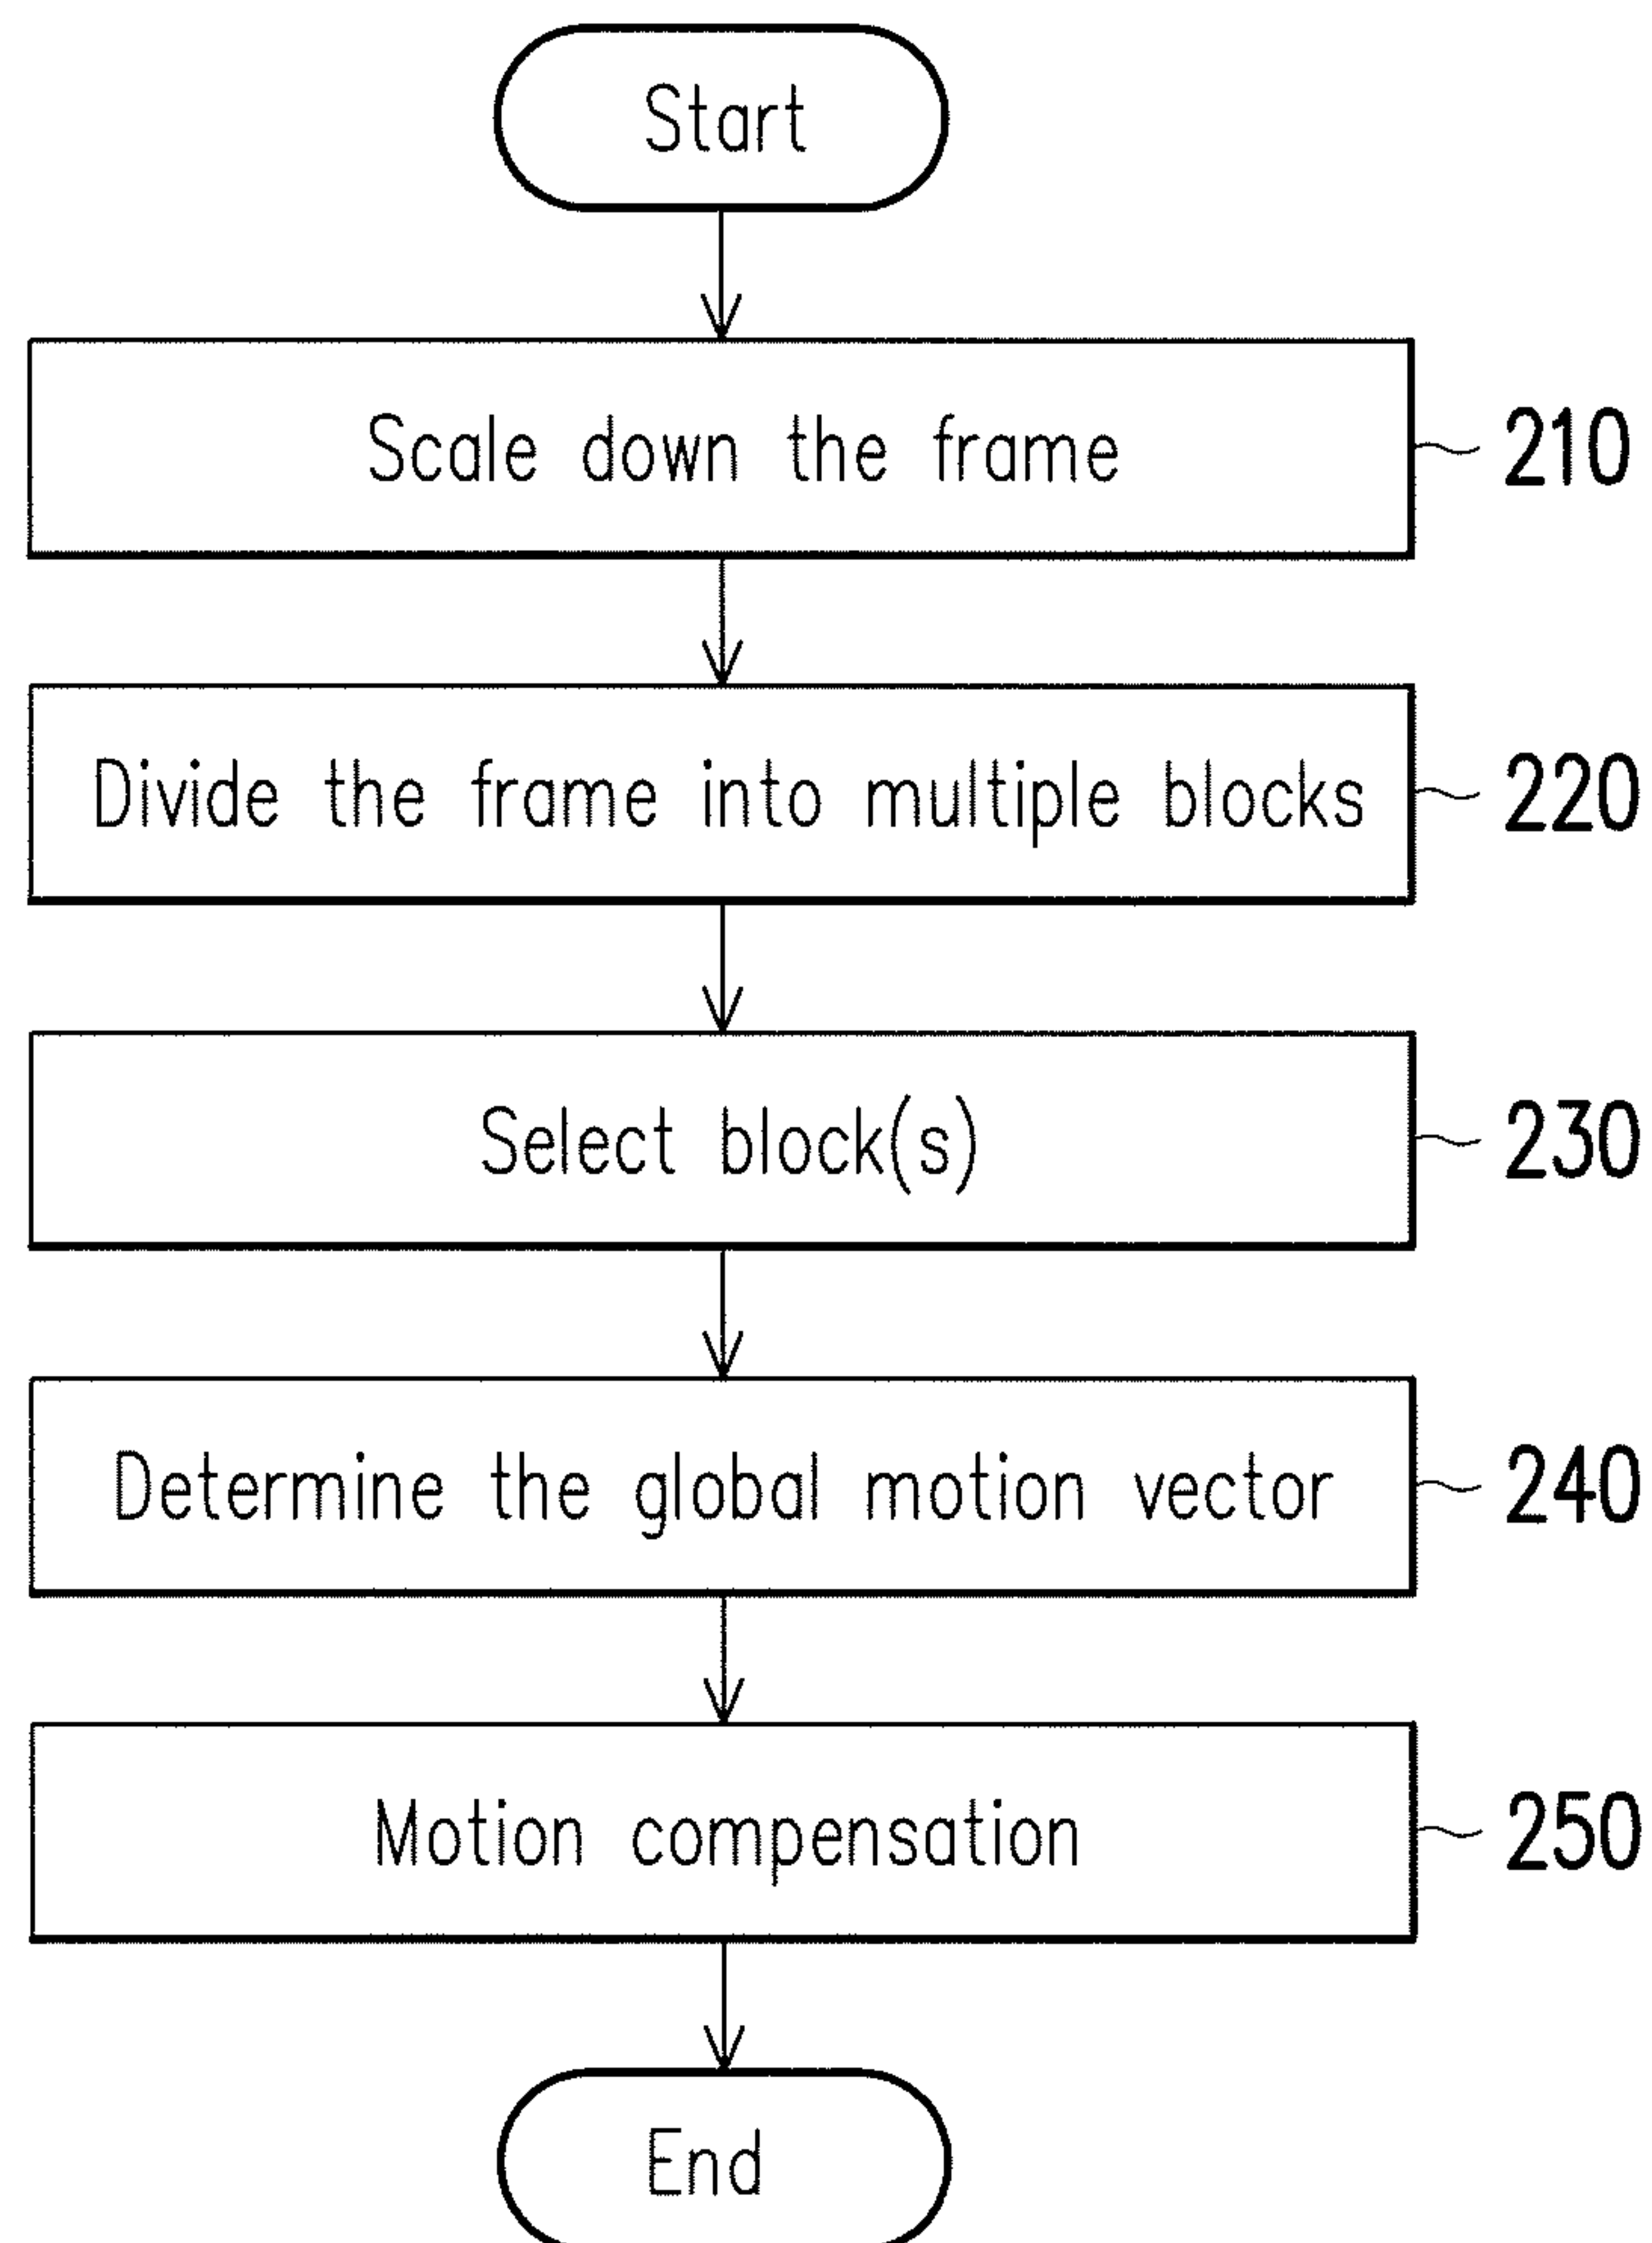 Start
Scale down the frame
210
Divide the frame into multiple blocks
220
Select block(s)
230
Determine the global motion vector
240
Motion compensation
250
End